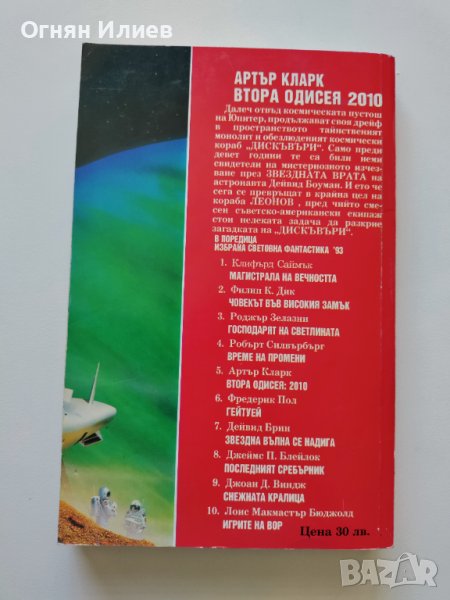 Огнян Илиев
АРТЪР КЛАРК
ВТОРА ОДИСЕЯ 2010
Далеч отвъд космическата пустош
на Юпитер, продължават своя дрейф
в пространството тайнственият
монолит и обезлюденият космически
кораб „ДИСКЪВЪРИ“. Само преди
девет години те са били неми
свидетели на мистериозното изчез-
ване през ЗВЕЗДНАТА ВРАТА на
астронавта Дейвид Боуман. И ето че
сега се превръщат в крайна цел на
кораба ЛЕОНОВ , пред чийто сме-
сен съветско-американски екипаж
стои нелеката задача да разкрие
загадката на „ДИСКЪВЪРИ“.
В ПОРЕДИЦА
ИЗБРАНА СВЕТОВНА ФАНТАСТИКА '93
1. Клифърд Саймък
МАГИСТРАЛА НА ВЕЧНОСТТА
2. Филип К. Дик
ЧОВЕКЪТ ВЪВ ВИСОКИЯ ЗАМЪК
3. Роджър Зелазни
ГОСПОДАРЯТ НА СВЕТЛИНАТА
4. Робърт Силвърбърг
ВРЕМЕ НА ПРОМЕНИ
5. Артър Кларк
ВТОРА ОДИСЕЯ: 2010
6. Фредерик Пол
ГЕЙТУЕЙ
7. Дейвид Брин
ЗВЕЗДНА ВЪЛНА СЕ НАДИГА
8. Джеймс П. Блейлок
ПОСЛЕДНИЯТ СРЕБЪРНИК
9. Джоан Д. Виндж
СНЕЖНАТА КРАЛИЦА
10. Лоис Макмастър Бюджолд
ИГРИТЕ НА ВОР
Цена 30 лв.
BAZAR
bazar.bg